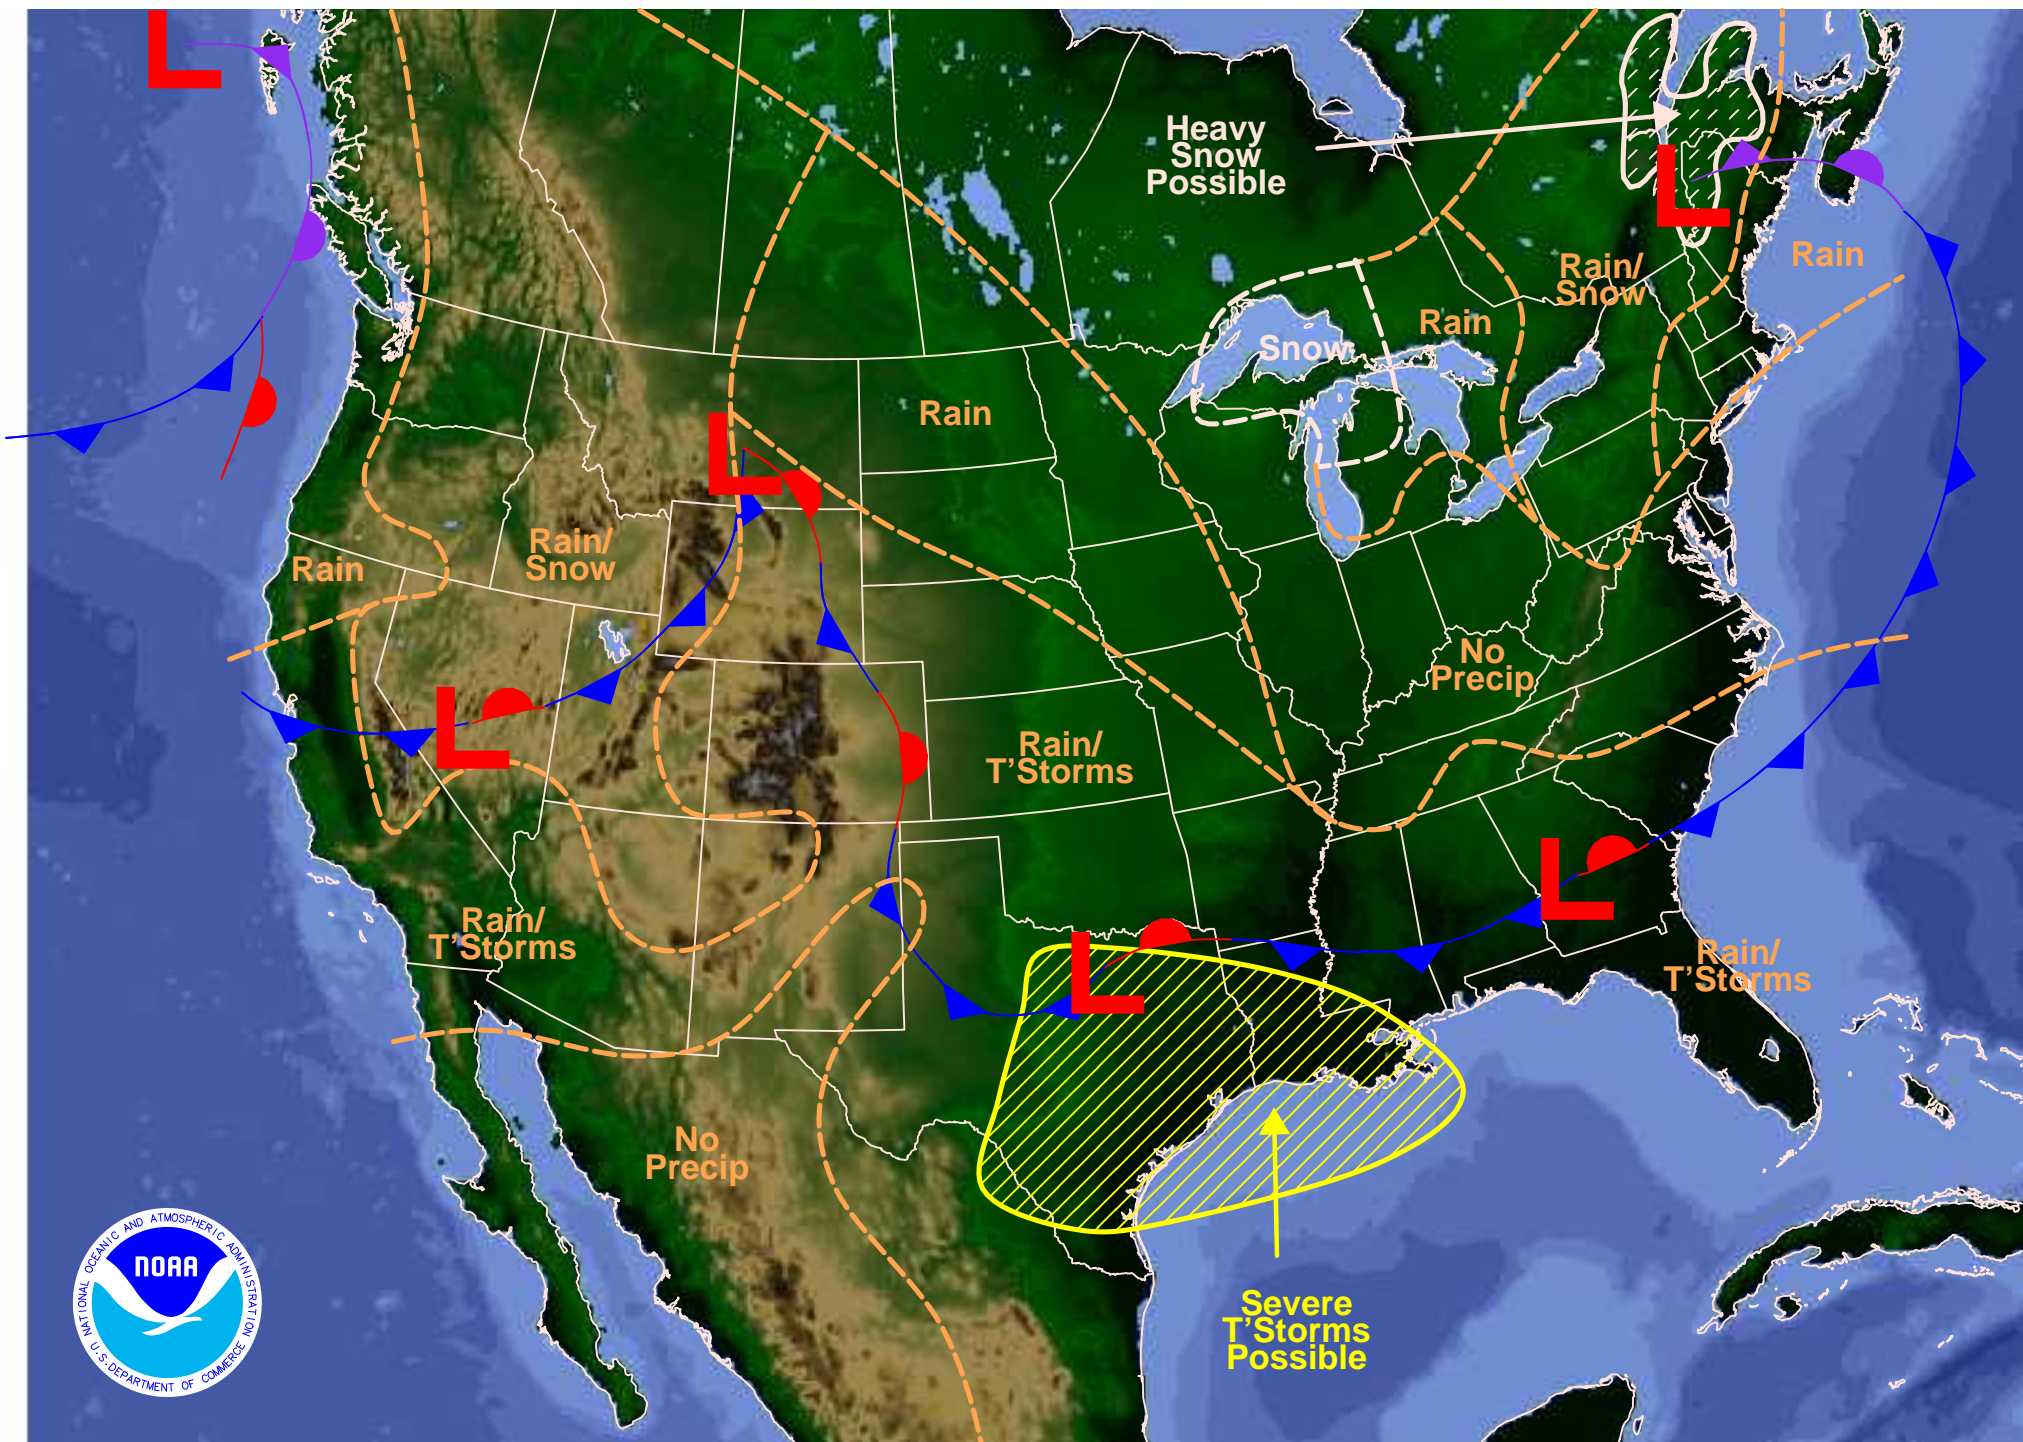 L
Heavy
Snow
Possible
L
Rain/
Snow
Rain
Rain
Snow
Rain
L
Rain/
Snow
Rain
No
Precip
L
Rain/
T'Storms
L
Rain/
T'Storms
L
Rain/
T'Storms
No
Precip
NATIONAL OCEANIC AND ATMOSPHERIC ADMINISTRATION
NOAA
U.S. DEPARTMENT OF COMMERCE
Severe
T'Storms
Possible